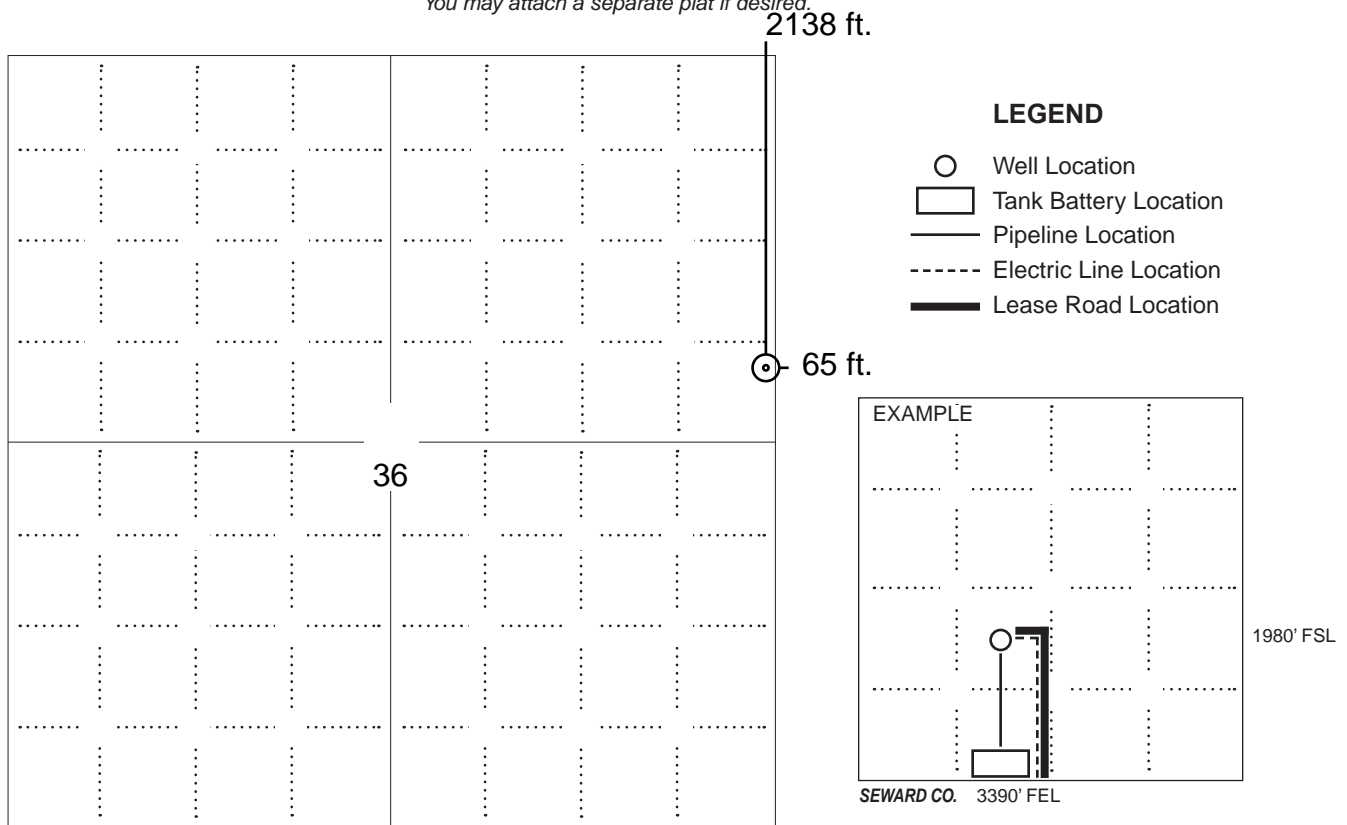 You may attach a separate plat if desired.
2138 ft.
LEGEND
Well Location
Tank Battery Location
Pipeline Location
Electric Line Location
Lease Road Location
65 ft.
EXAMPLE
36
1980' FSL
SEWARD CO. 3390' FEL